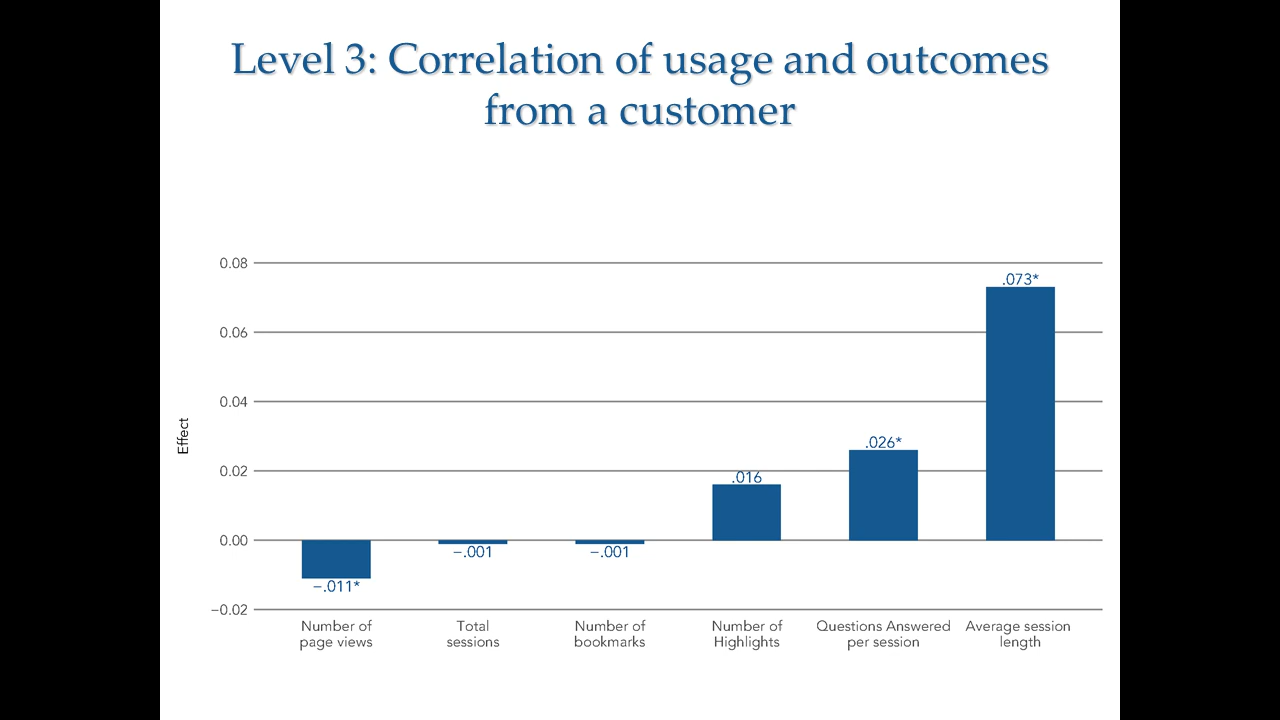 Level 3: Correlation of usage and outcomes
from a customer
0.08
0.06
0.04
0.02
0.00
−0.02
Effect
−.011*
−.001
−.001
.016
.026*
.073*
Number of
page views
Total
sessions
Number of
bookmarks
Number of
Highlights
Questions Answered
per session
Average session
length